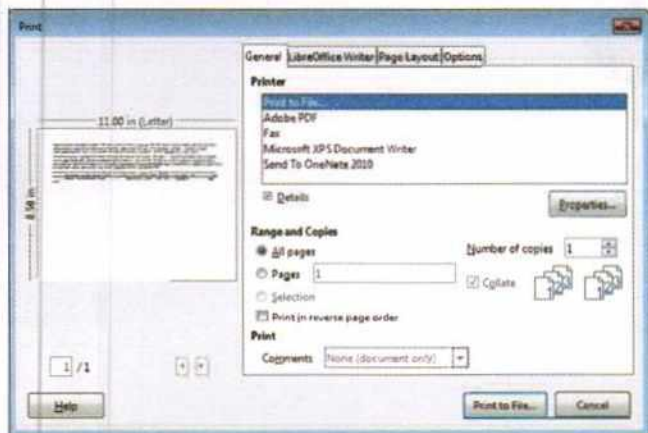 Print
General LibreOffice Writer Page Layout Options
Printer
Print to File...
Adobe PDF
Fax
Microsoft XPS Document Writer
Send To OneNote 2010
Details
Properties...
11.00 in (Letter)
8.50 in
Range and Copies
All pages
Number of copies 1
Pages 1
Collate
Selection
Print in reverse page order
Print
Comments None (document only)
1 / 1
Help
Print to File...
Cancel